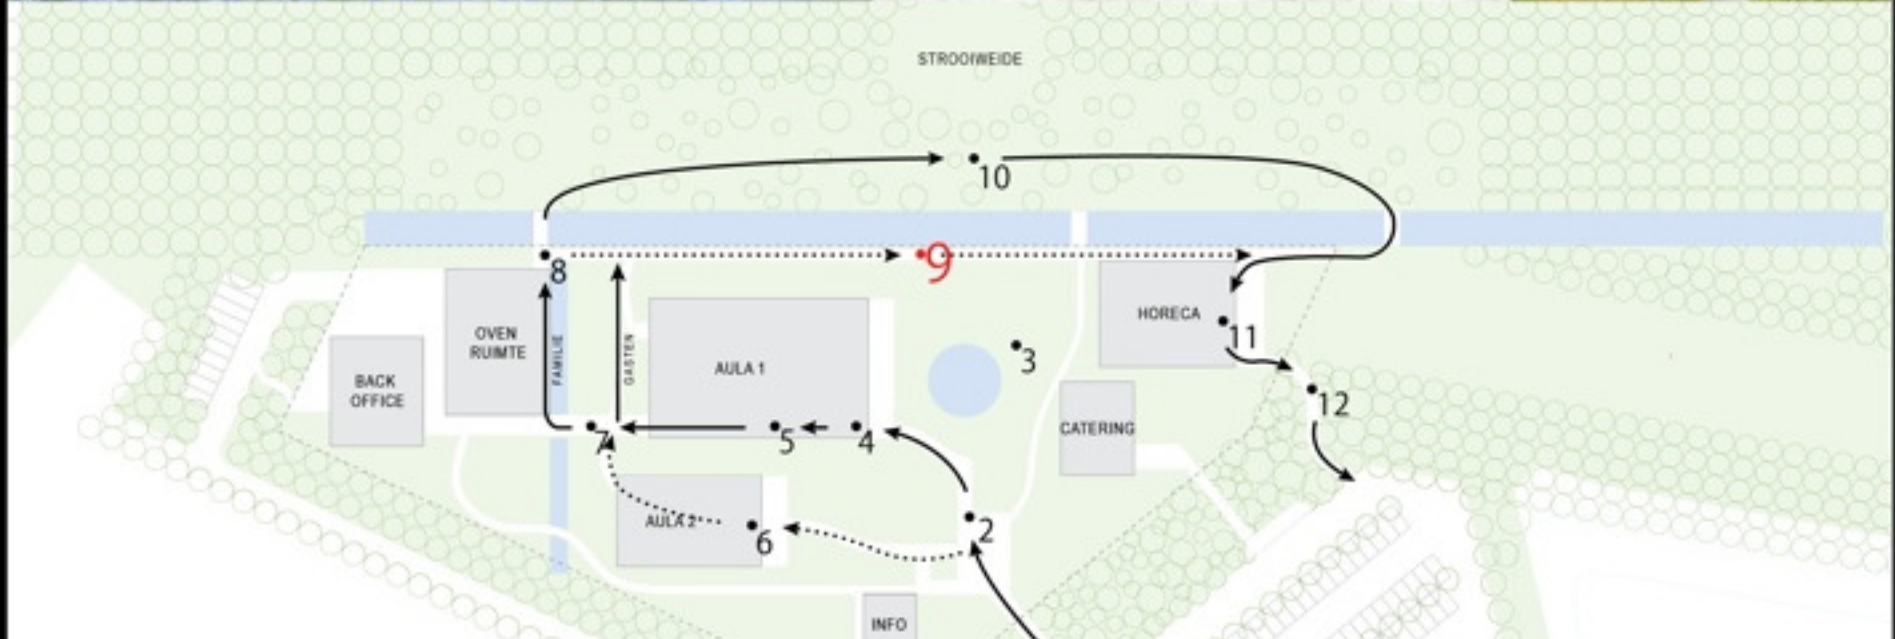 STROOIWEIDE
10
8
9
OVEN
RUIMTE
FAMILIE
GASTEN
AULA 1
HORECA
11
3
BACK
OFFICE
12
CATERING
7
5
4
AULA 2
6
2
INFO